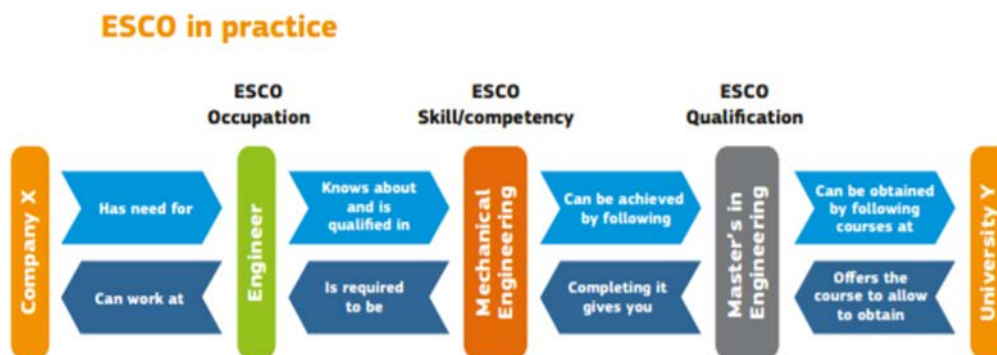 ESCO in practice
ESCO
Occupation
ESCO
Skill/competency
ESCO
Qualification
Company X
Has need for
Can work at
Engineer
Knows about
and is
qualified in
Is required
to be
Mechanical
Engineering
Can be achieved
by following
Completing it
gives you
Master's in
Engineering
Can be obtained
by following
courses at
Offers the
course to allow
to obtain
University Y